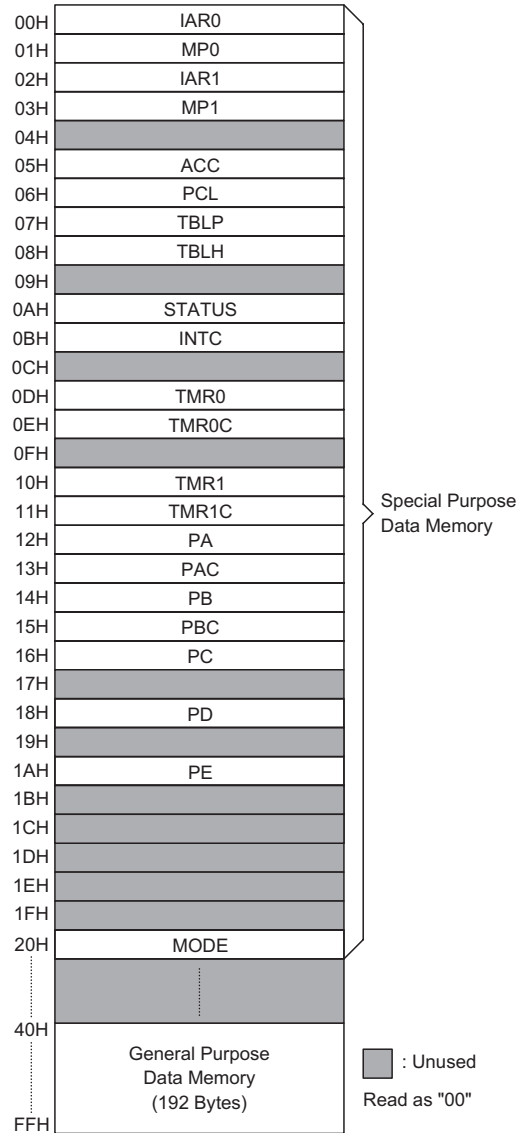 00H IAR0
01H MP0
02H IAR1
03H MP1
04H
05H ACC
06H PCL
07H TBLP
08H TBLH
09H
0AH STATUS
0BH INTC
0CH
0DH TMR0
0EH TMR0C
0FH
10H TMR1
11H TMR1C
12H PA
13H PAC
14H PB
15H PBC
16H PC
17H
18H PD
19H
1AH PE
1BH
1CH
1DH
1EH
1FH
20H MODE
Special Purpose
Data Memory
40H
General Purpose
Data Memory
(192 Bytes)
FFH
: Unused
Read as "00"